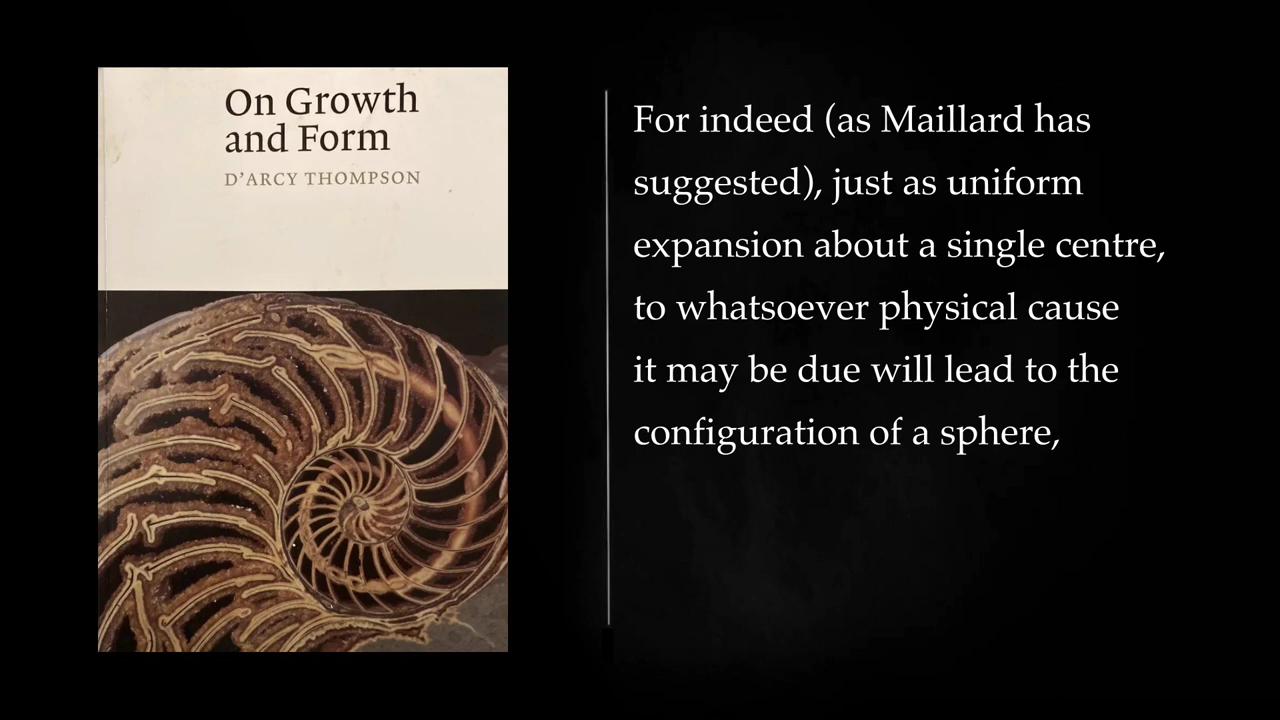 On Growth
and Form
D'ARCY THOMPSON
For indeed (as Maillard has
suggested), just as uniform
expansion about a single centre,
to whatsoever physical cause
it may be due will lead to the
configuration of a sphere,